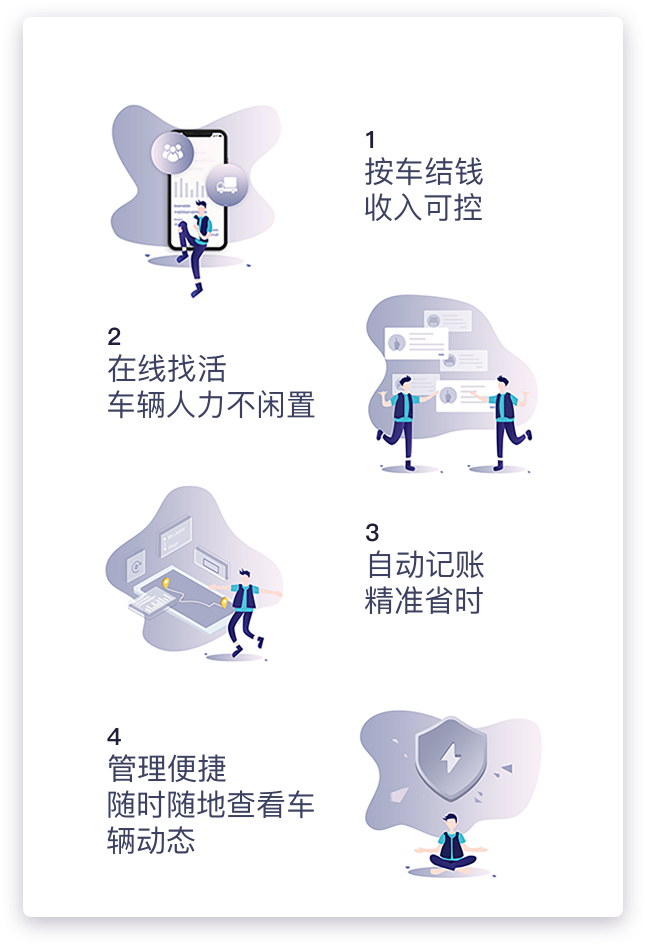 1
按车结钱
收入可控
2
在线找活
车辆人力不闲置
3
自动记账
精准省时
4
管理便捷
随时随地查看车
辆动态